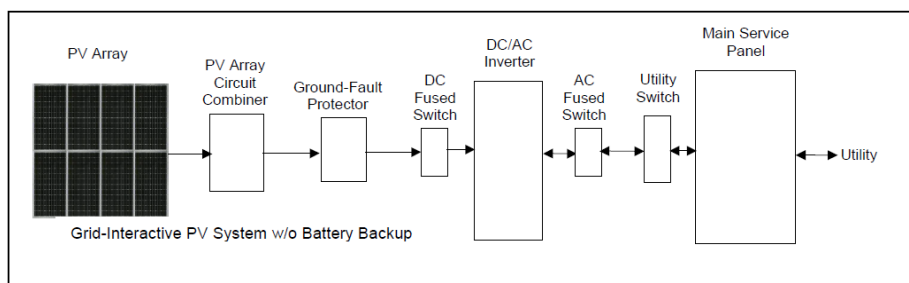 PV Array
PV Array
Circuit
Combiner
Ground-Fault
Protector
DC
Fused
Switch
DC/AC
Inverter
AC
Fused
Switch
Utility
Switch
Main Service
Panel
Utility
Grid-Interactive PV System w/o Battery Backup